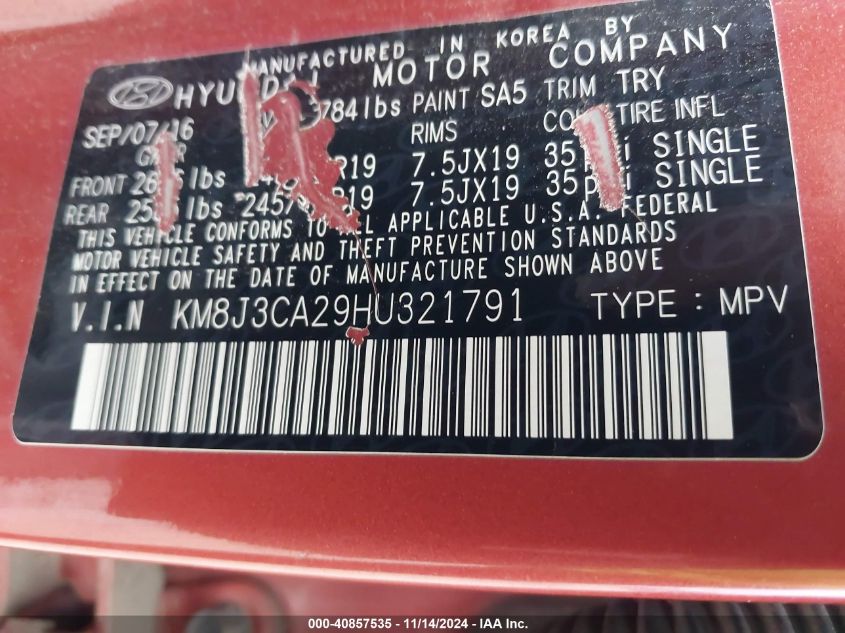 MANUFACTURED IN KOREA BY
MOTOR COMPANY
784lbs PAINT SA5 TRIM TRY
SEP/07/16 RIMS TIRE INFL
FRONT lbs R19 7.5JX19 35 SINGLE
REAR lbs R19 7.5JX19 35 SINGLE
THIS VEHICLE CONFORMS TO ALL APPLICABLE U.S.A. FEDERAL
MOTOR VEHICLE SAFETY AND THEFT PREVENTION STANDARDS
IN EFFECT ON THE DATE OF MANUFACTURE SHOWN ABOVE
V.I.N KM8J3CA29HU321791 TYPE : MPV
000-40857535 - 11/14/2024 - IAA Inc.